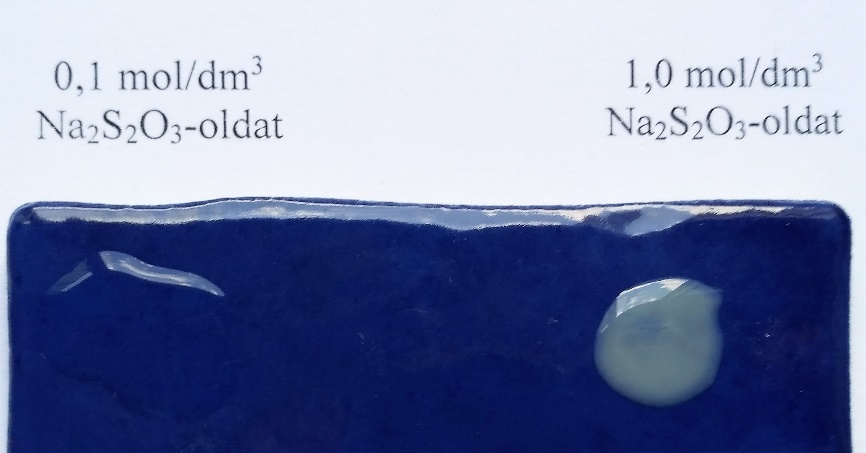 0,1 mol/dm³
Na₂S₂O₃-oldat
1,0 mol/dm³
Na₂S₂O₃-oldat